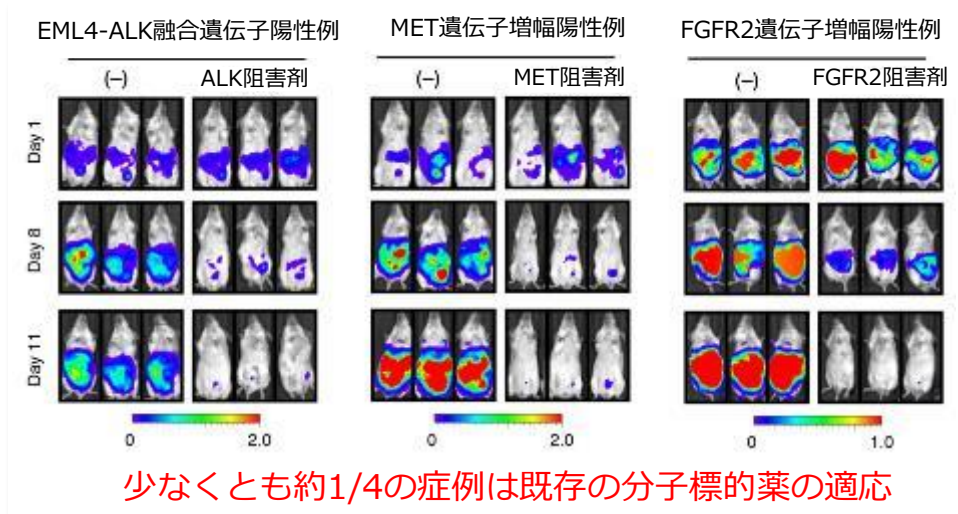 EML4-ALK融合遺伝子陽性例
MET遺伝子増幅陽性例
FGFR2遺伝子増幅陽性例
(−)
ALK阻害剤
(−)
MET阻害剤
(−)
FGFR2阻害剤
Day 1
Day 8
Day 11
0
2.0
0
2.0
0
1.0
少なくとも約1/4の症例は既存の分子標的薬の適応